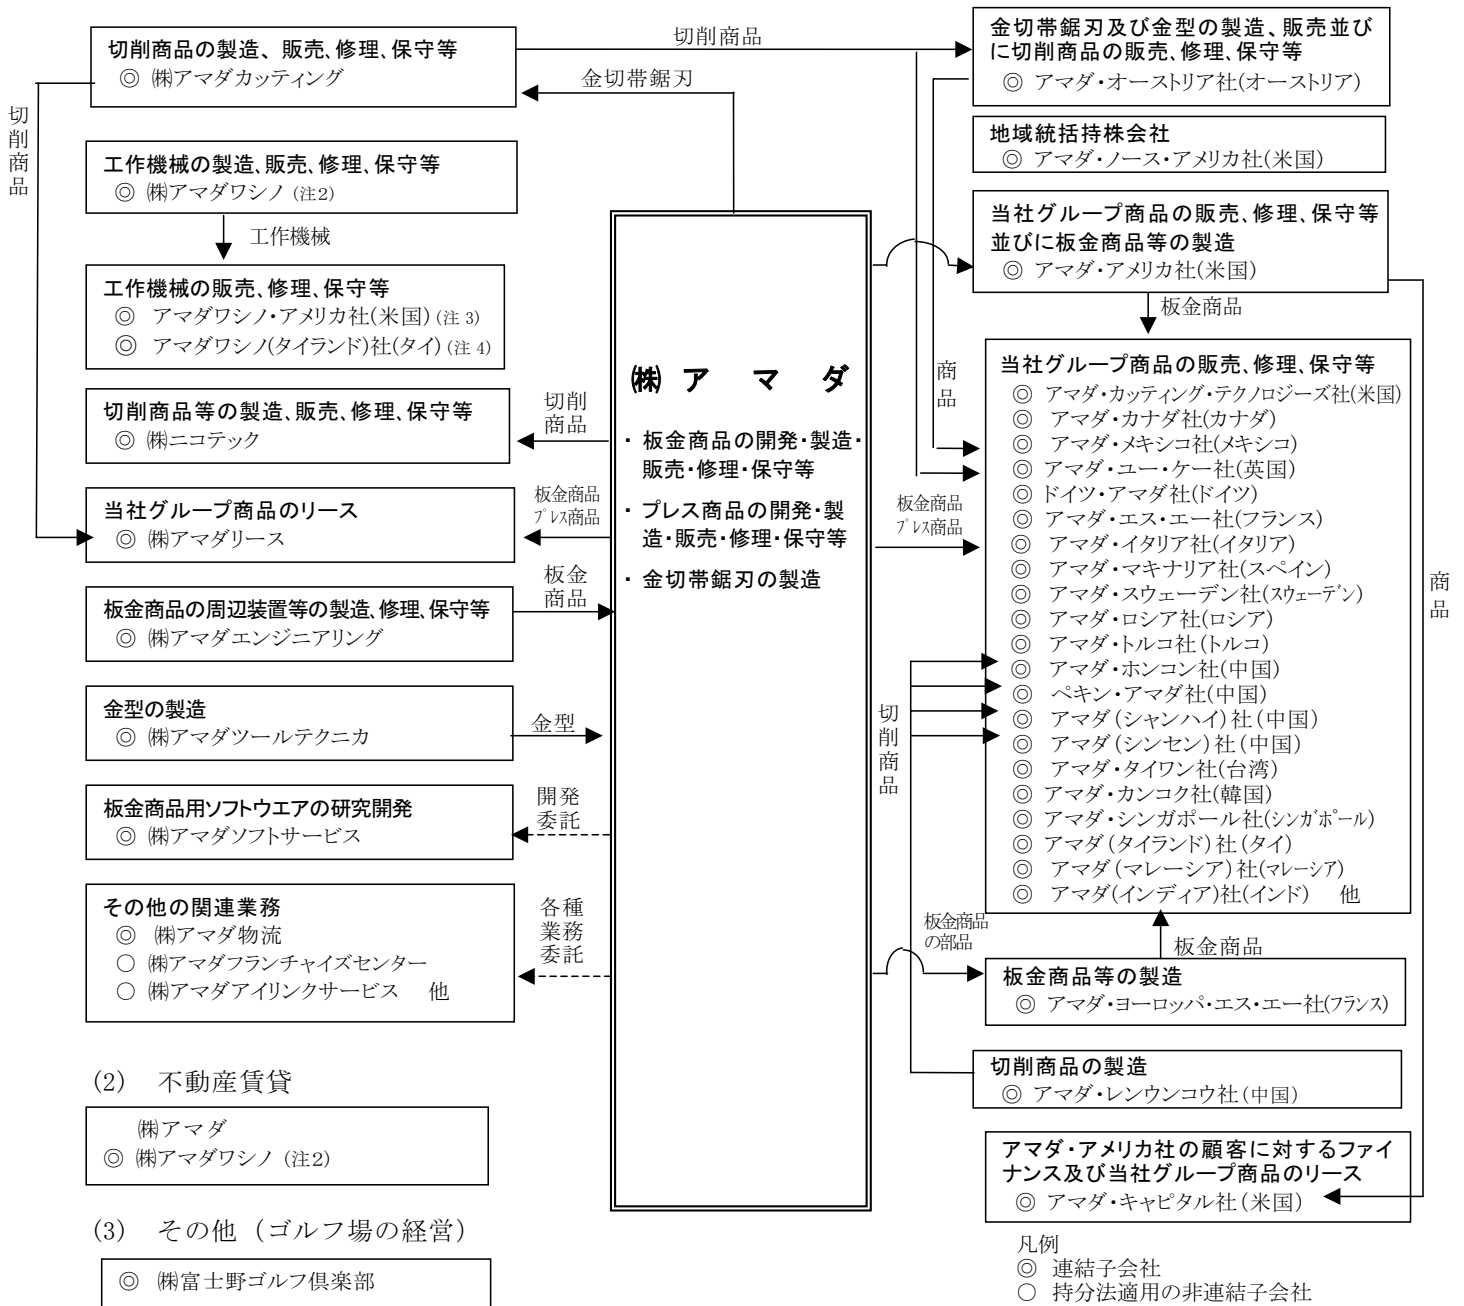 切削商品の製造、販売、修理、保守等
◎ ㈱アマダカッティング
切削商品
金切帯鋸刃
切削商品
工作機械の製造、販売、修理、保守等
◎ ㈱アマダワシノ (注2)
工作機械
工作機械の販売、修理、保守等
◎ アマダワシノ・アメリカ社(米国) (注3)
◎ アマダワシノ(タイランド)社(タイ) (注4)
切削商品等の製造、販売、修理、保守等
◎ ㈱ニコテック
切削
商品
当社グループ商品のリース
◎ ㈱アマダリース
板金商品
プレス商品
板金商品の周辺装置等の製造、修理、保守等
◎ ㈱アマダエンジニアリング
板金
商品
金型の製造
◎ ㈱アマダツールテクニカ
金型
板金商品用ソフトウエアの研究開発
◎ ㈱アマダソフトサービス
開発
委託
その他の関連業務
◎ ㈱アマダ物流
○ ㈱アマダフランチャイズセンター
○ ㈱アマダアイリンクサービス 他
各種
業務
委託
(2) 不動産賃貸
㈱アマダ
◎ ㈱アマダワシノ (注2)
(3) その他 (ゴルフ場の経営)
◎ ㈱富士野ゴルフ倶楽部
㈱ アマダ
・ 板金商品の開発・製造・
販売・修理・保守等
・ プレス商品の開発・製
造・販売・修理・保守等
・ 金切帯鋸刃の製造
金切帯鋸刃及び金型の製造、販売並び
に切削商品の販売、修理、保守等
◎ アマダ・オーストリア社(オーストリア)
地域統括持株会社
◎ アマダ・ノース・アメリカ社(米国)
当社グループ商品の販売、修理、保守等
並びに板金商品等の製造
◎ アマダ・アメリカ社(米国)
板金商品
商品
板金商品
プレス商品
当社グループ商品の販売、修理、保守等
◎ アマダ・カッティング・テクノロジーズ社(米国)
◎ アマダ・カナダ社(カナダ)
◎ アマダ・メキシコ社(メキシコ)
◎ アマダ・ユー・ケー社(英国)
◎ ドイツ・アマダ社(ドイツ)
◎ アマダ・エス・エー社(フランス)
◎ アマダ・イタリア社(イタリア)
◎ アマダ・マキナリア社(スペイン)
◎ アマダ・スウェーデン社(スウェーデン)
◎ アマダ・ロシア社(ロシア)
◎ アマダ・トルコ社(トルコ)
◎ アマダ・ホンコン社(中国)
◎ ペキン・アマダ社(中国)
◎ アマダ(シャンハイ)社(中国)
◎ アマダ(シンセン)社(中国)
◎ アマダ・タイワン社(台湾)
◎ アマダ・カンコク社(韓国)
◎ アマダ・シンガポール社(シンガポール)
◎ アマダ(タイランド)社(タイ)
◎ アマダ(マレーシア)社(マレーシア)
◎ アマダ(インディア)社(インド) 他
商品
切削商品
板金商品
の部品
板金商品
板金商品等の製造
◎ アマダ・ヨーロッパ・エス・エー社(フランス)
切削商品の製造
◎ アマダ・レンウンコウ社(中国)
アマダ・アメリカ社の顧客に対するファイ
ナンス及び当社グループ商品のリース
◎ アマダ・キャピタル社(米国)
凡例
◎ 連結子会社
○ 持分法適用の非連結子会社